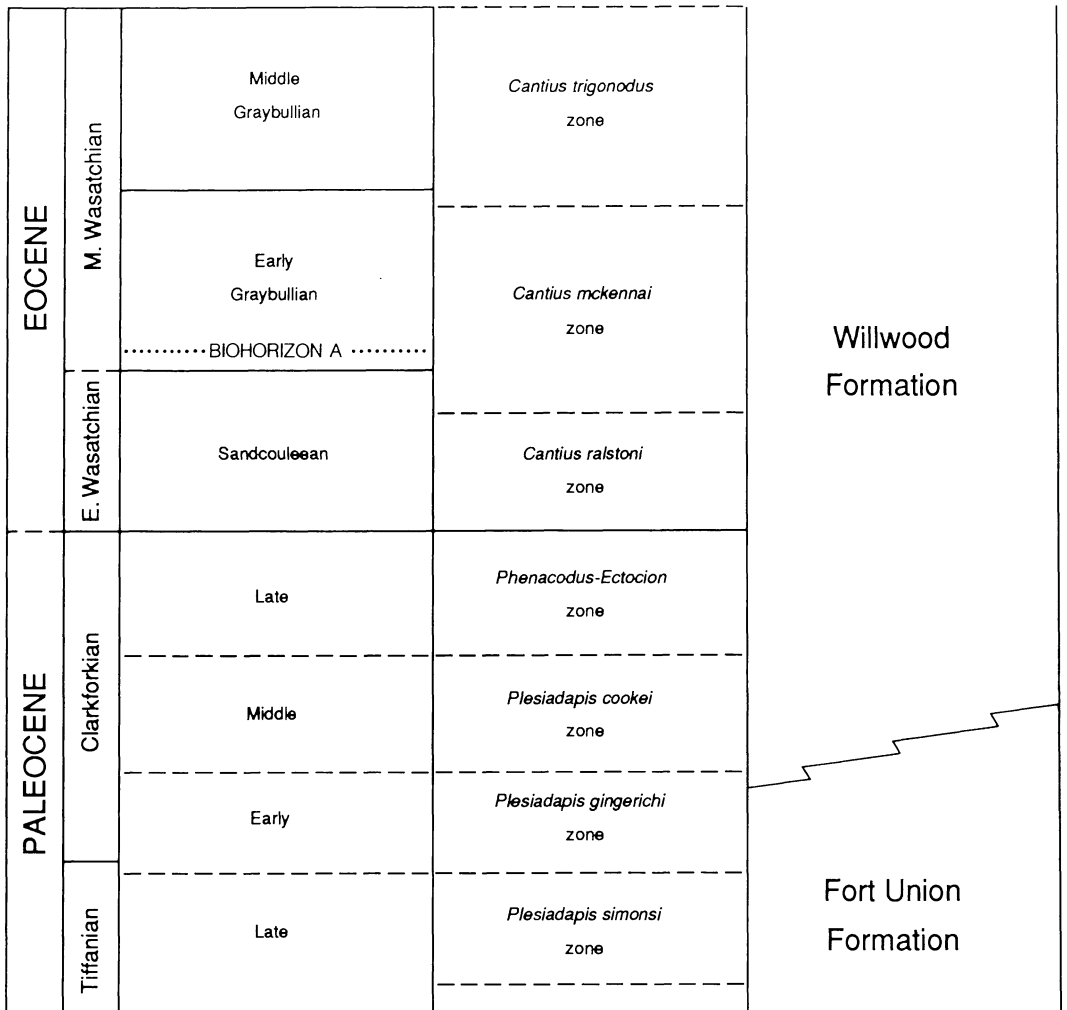 EOCENE
M. Wasatchian
Middle
Graybullian
Cantius trigonodus
zone
Early
Graybullian
BIOHORIZON A
Cantius mckennai
zone
Willwood
Formation
E. Wasatchian
Sandcouleean
Cantius ralstoni
zone
PALEOCENE
Clarkforkian
Late
Phenacodus-Ectocion
zone
Middle
Plesiadapis cookei
zone
Early
Plesiadapis gingerichi
zone
Tiffanian
Late
Plesiadapis simonsi
zone
Fort Union
Formation